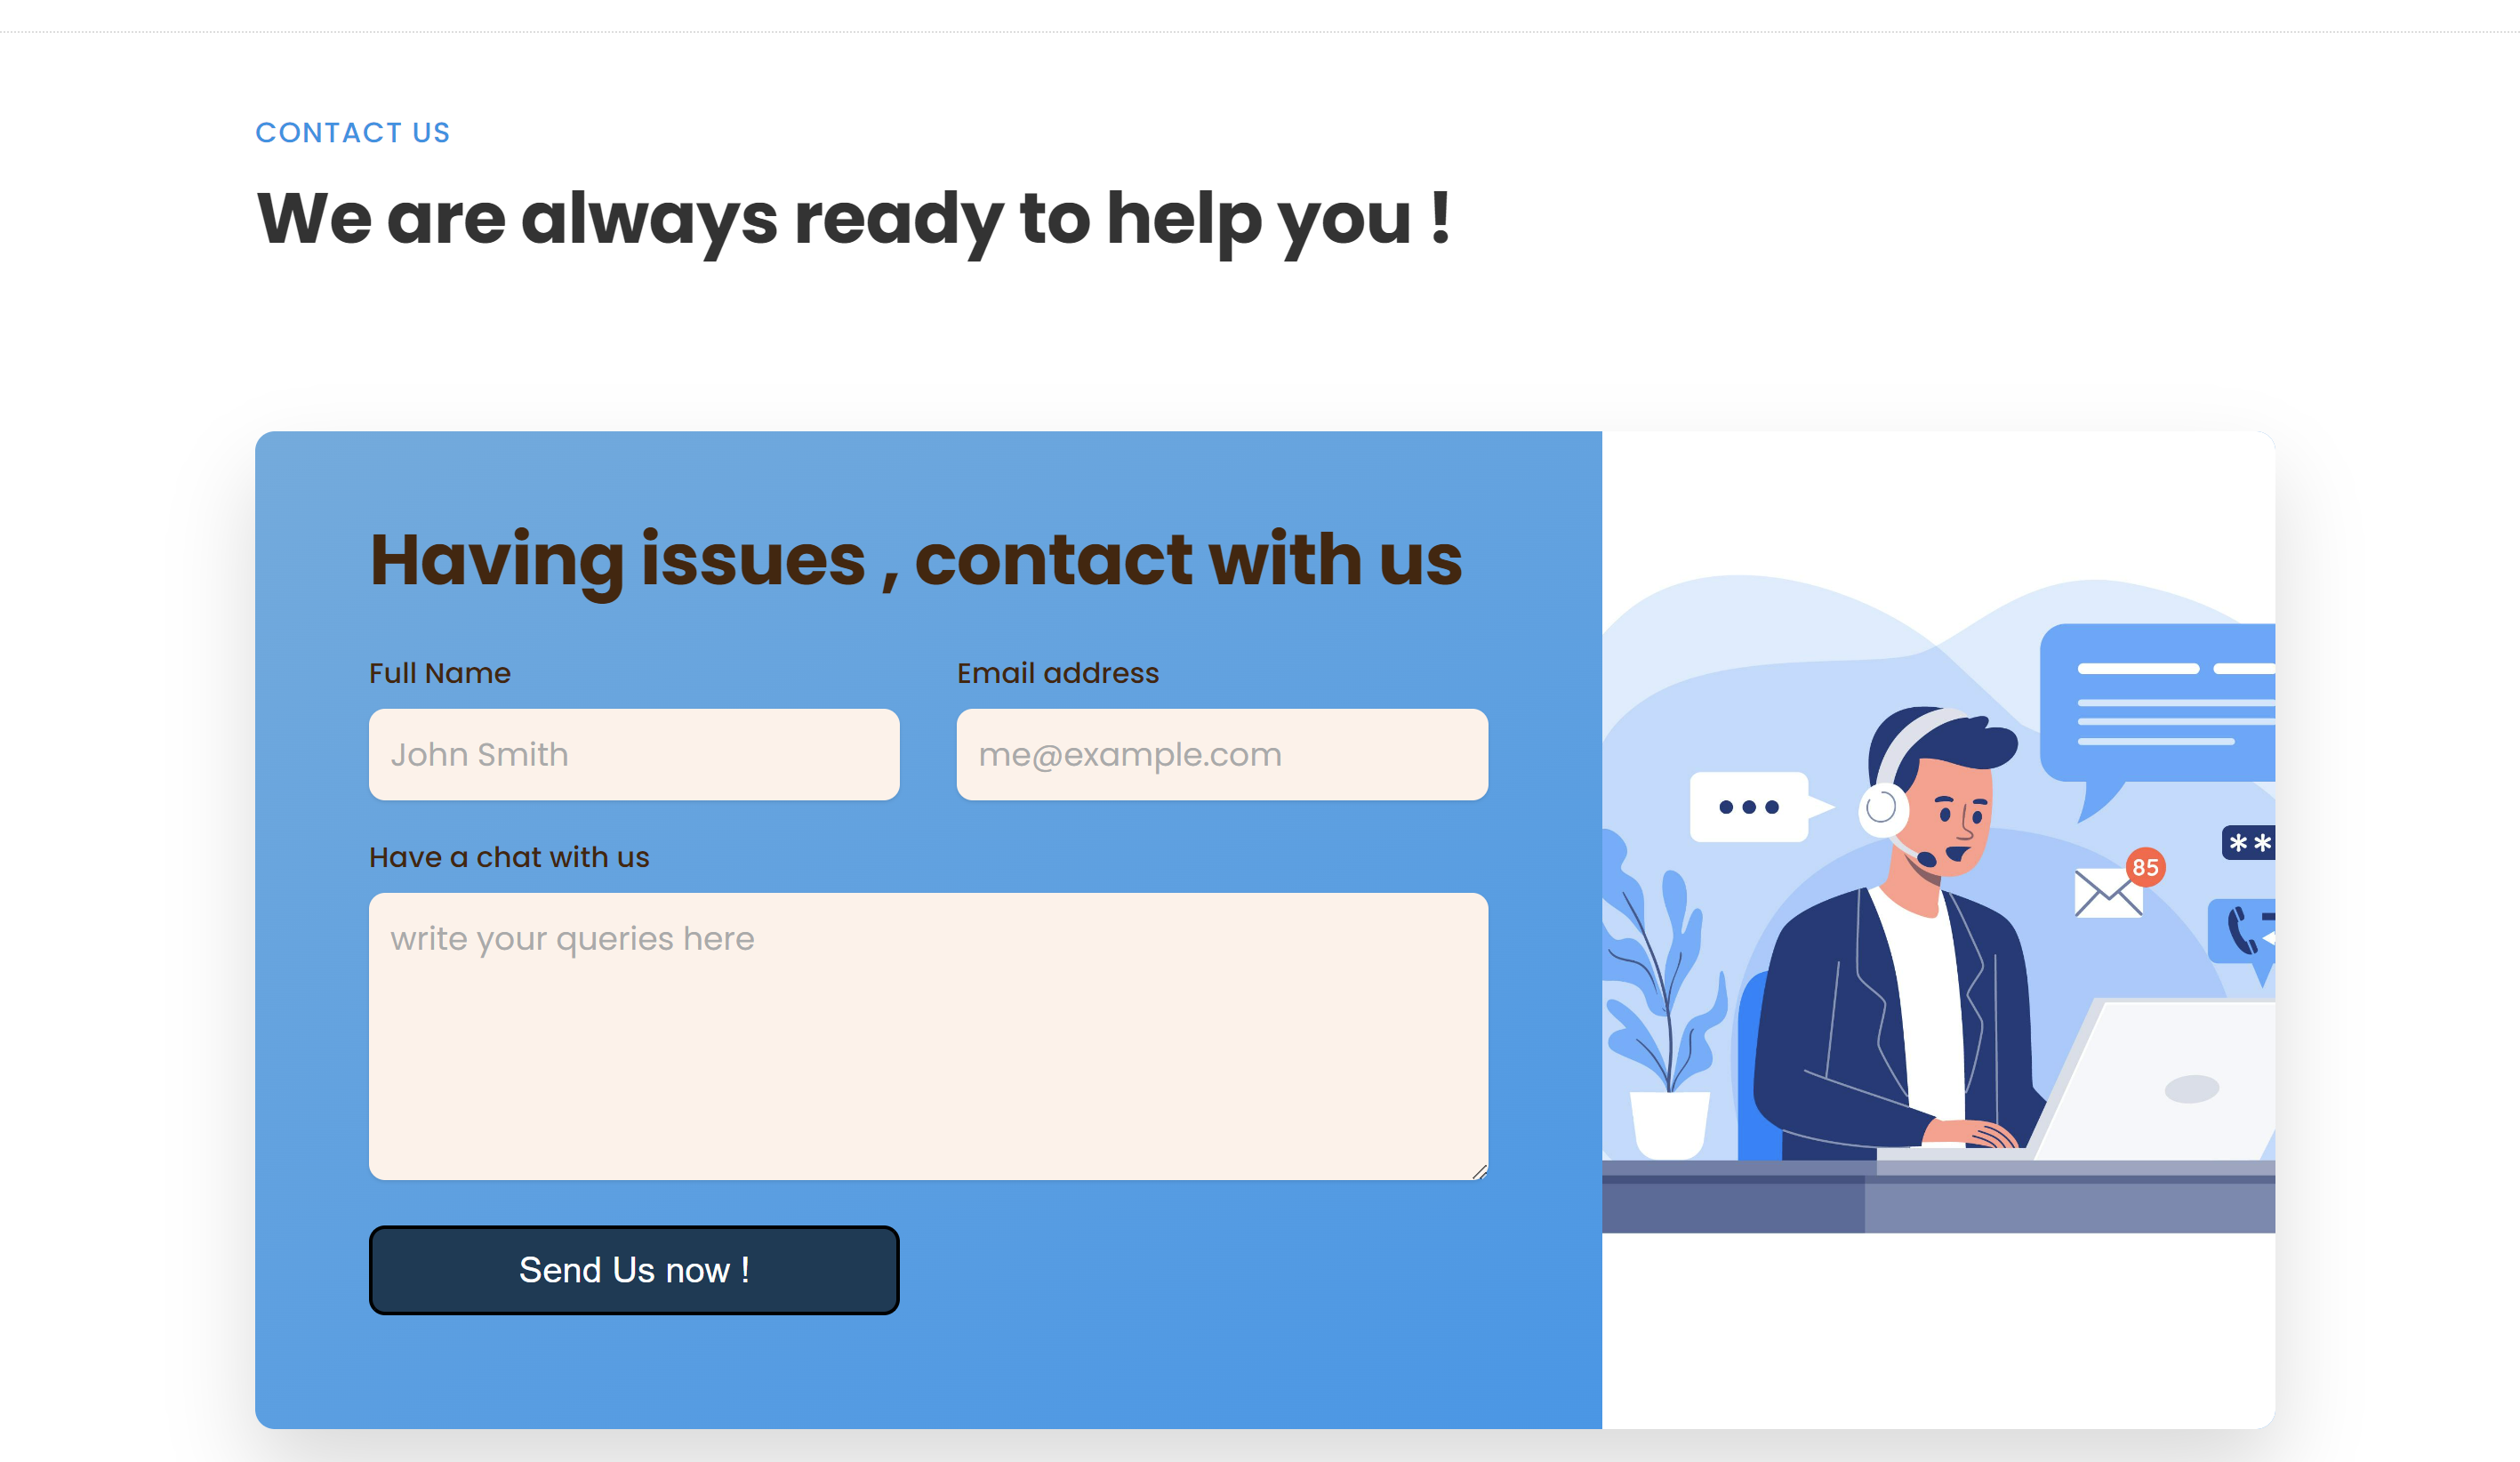 CONTACT US
We are always ready to help you !
Having issues , contact with us
Full Name
Email address
John Smith
me@example.com
Have a chat with us
write your queries here
Send Us now !
85
**